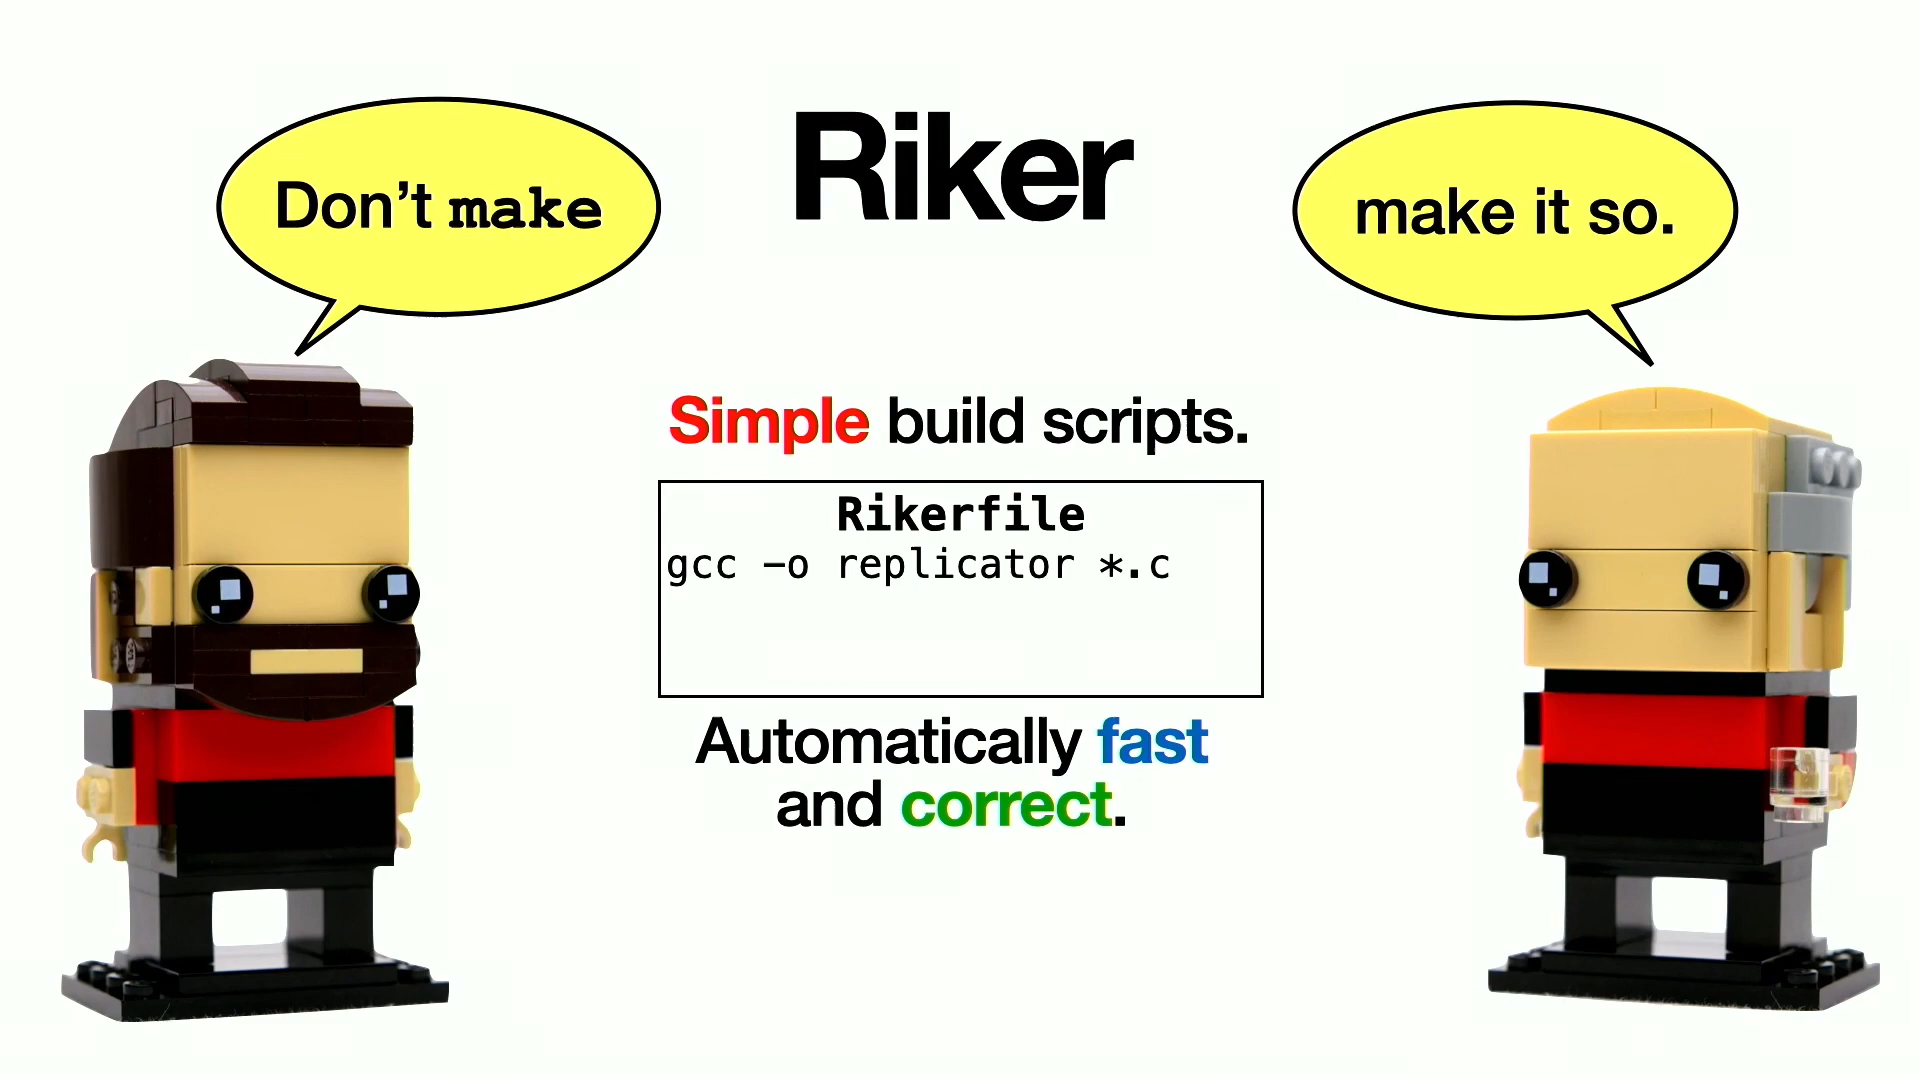 Riker
Don't make
make it so.
Simple build scripts.
Rikerfile
gcc -o replicator *.c
Automatically fast
and correct.